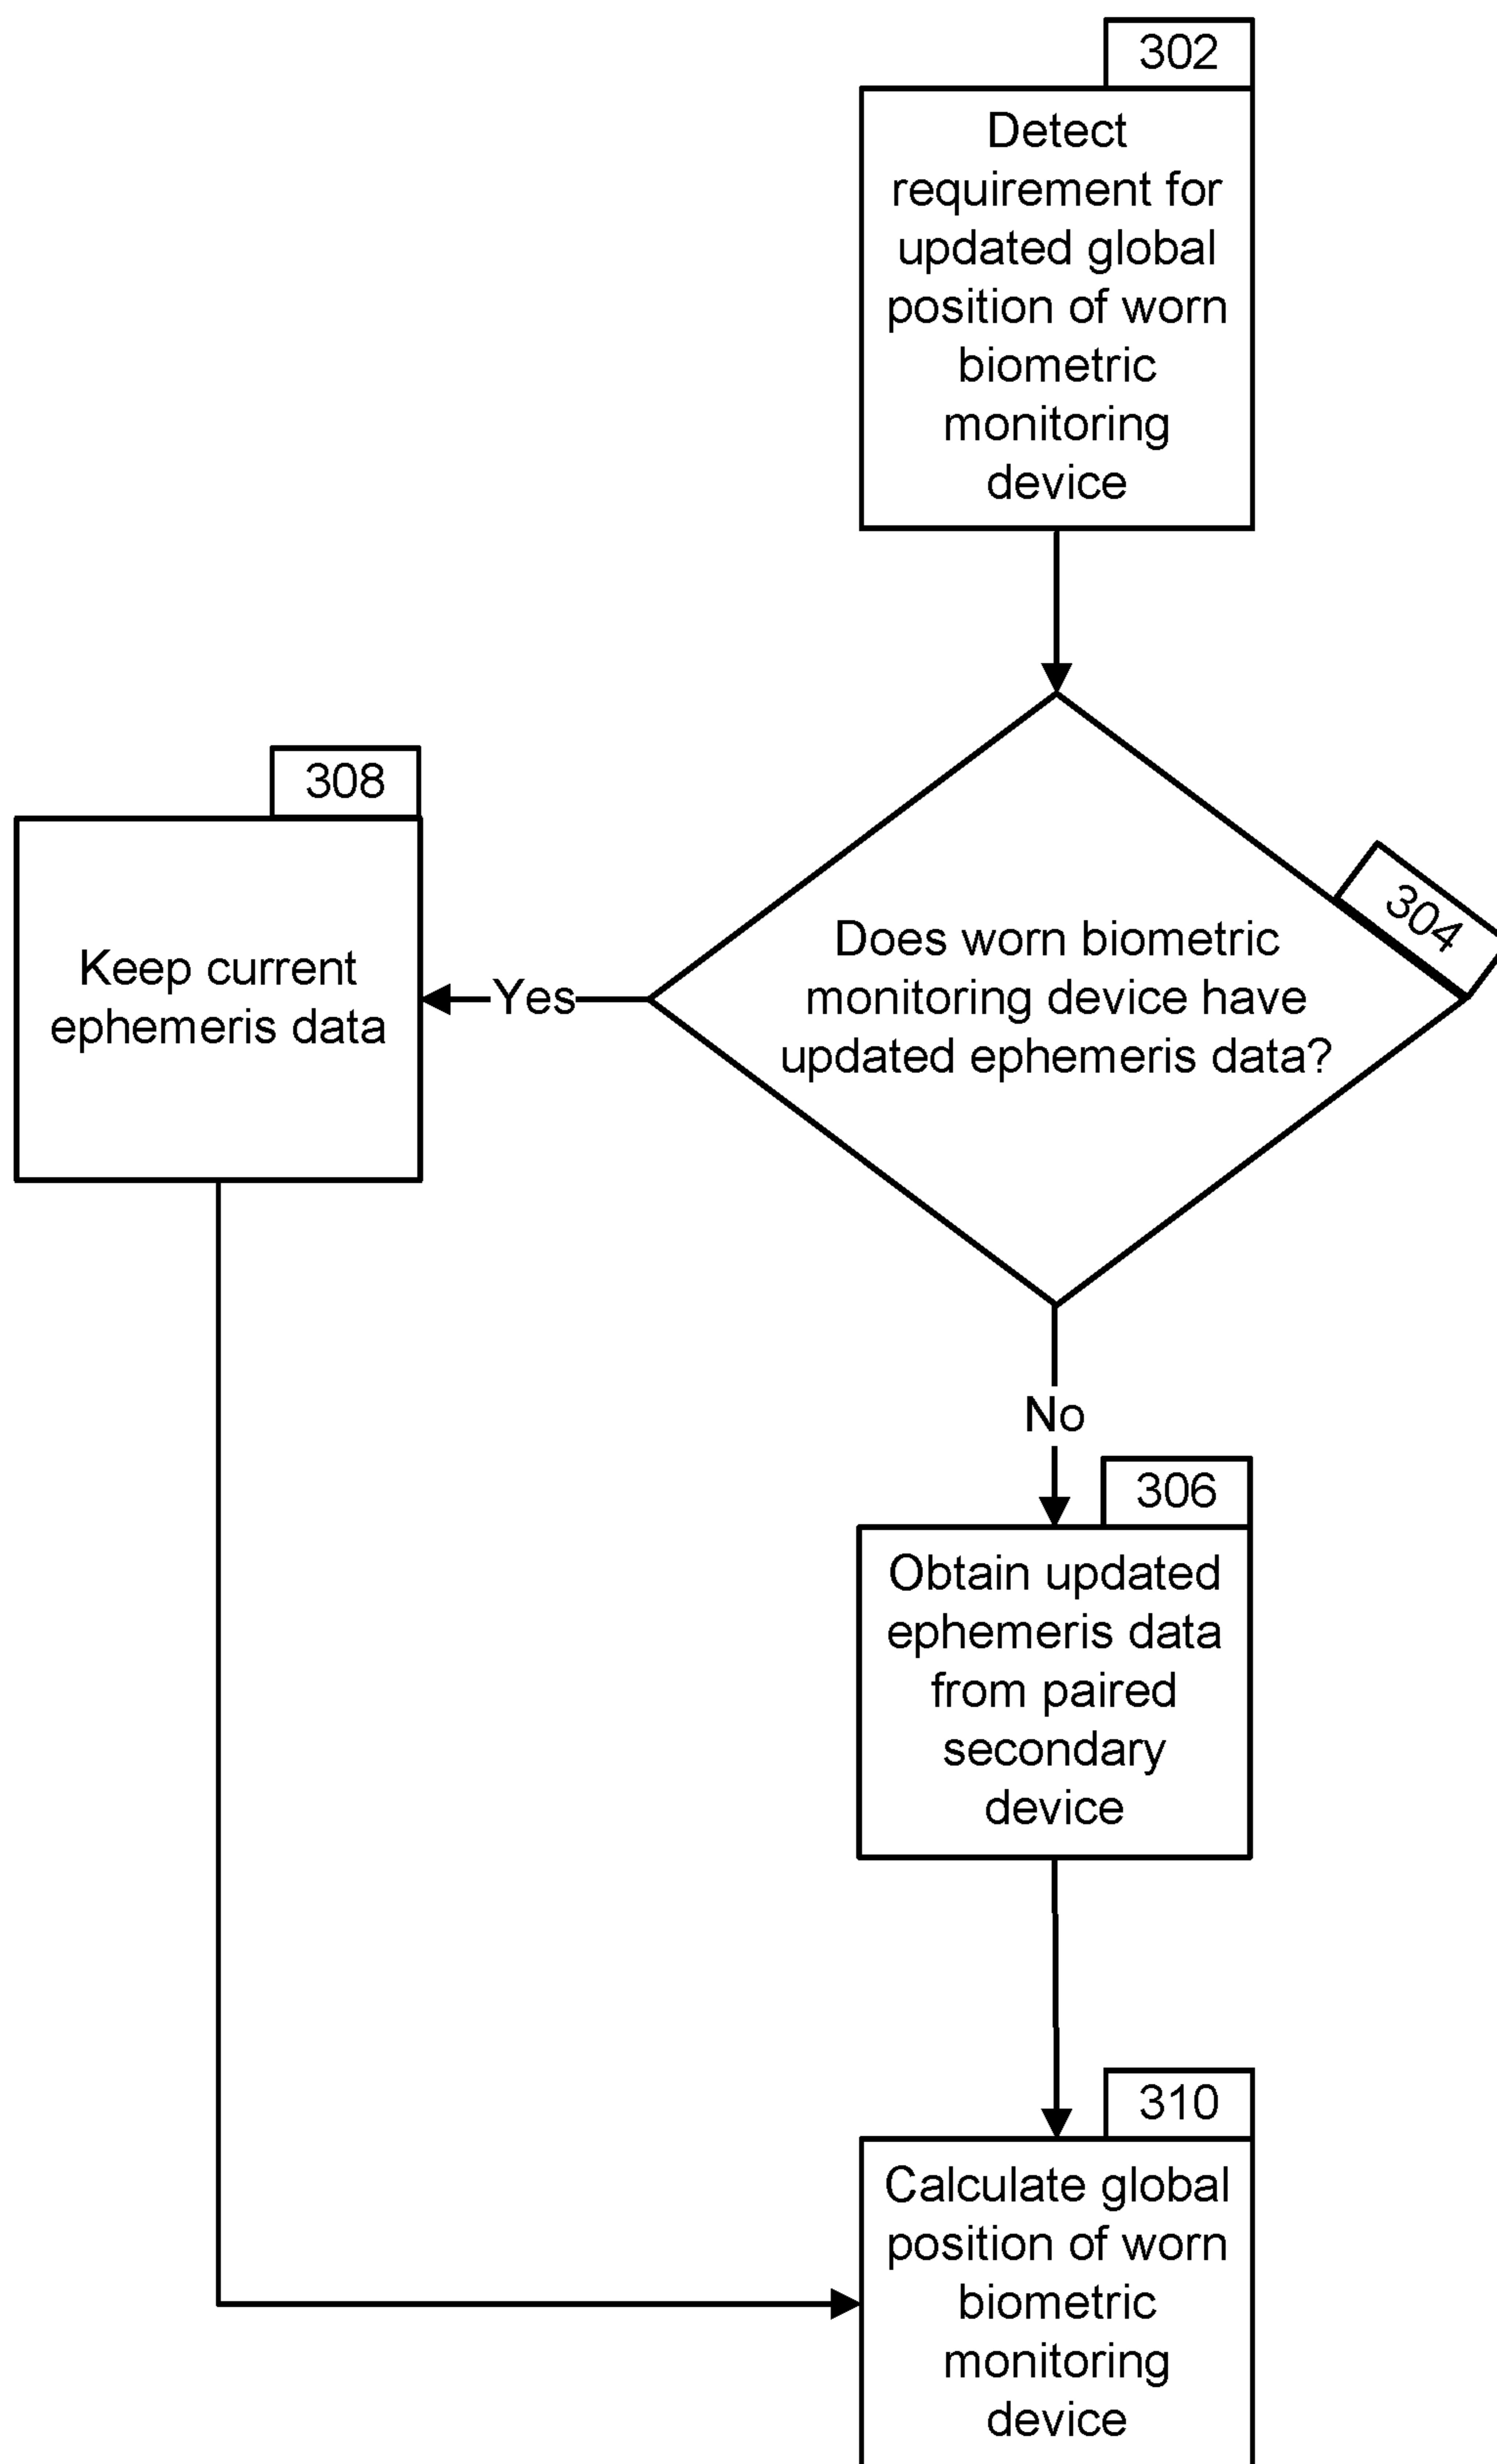 302
Detect
requirement for
updated global
position of worn
biometric
monitoring
device
304
Does worn biometric
monitoring device have
updated ephemeris data?
Yes
308
Keep current
ephemeris data
No
306
Obtain updated
ephemeris data
from paired
secondary
device
310
Calculate global
position of worn
biometric
monitoring
device